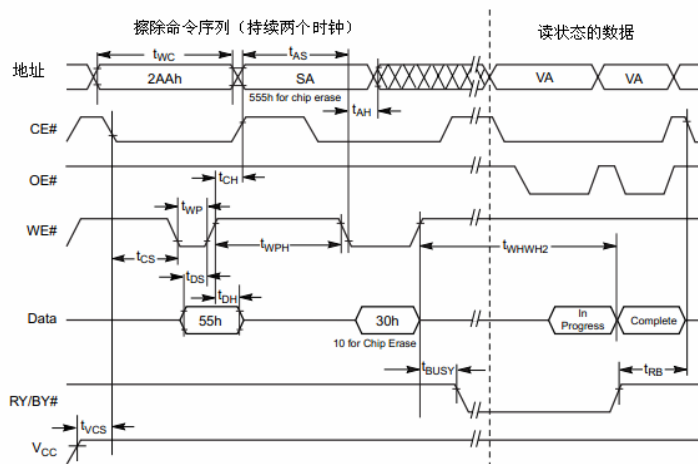 擦除命令序列（持续两个时钟）
读状态的数据
tWC
tAS
地址
2AAh
SA
VA
VA
555h for chip erase
tAH
CE#
OE#
tCH
tWP
WE#
tWPH
tWHWH2
tCS
tDS
tDH
Data
55h
30h
In
Progress
Complete
10 for Chip Erase
tBUSY
tRB
RY/BY#
tVCS
VCC